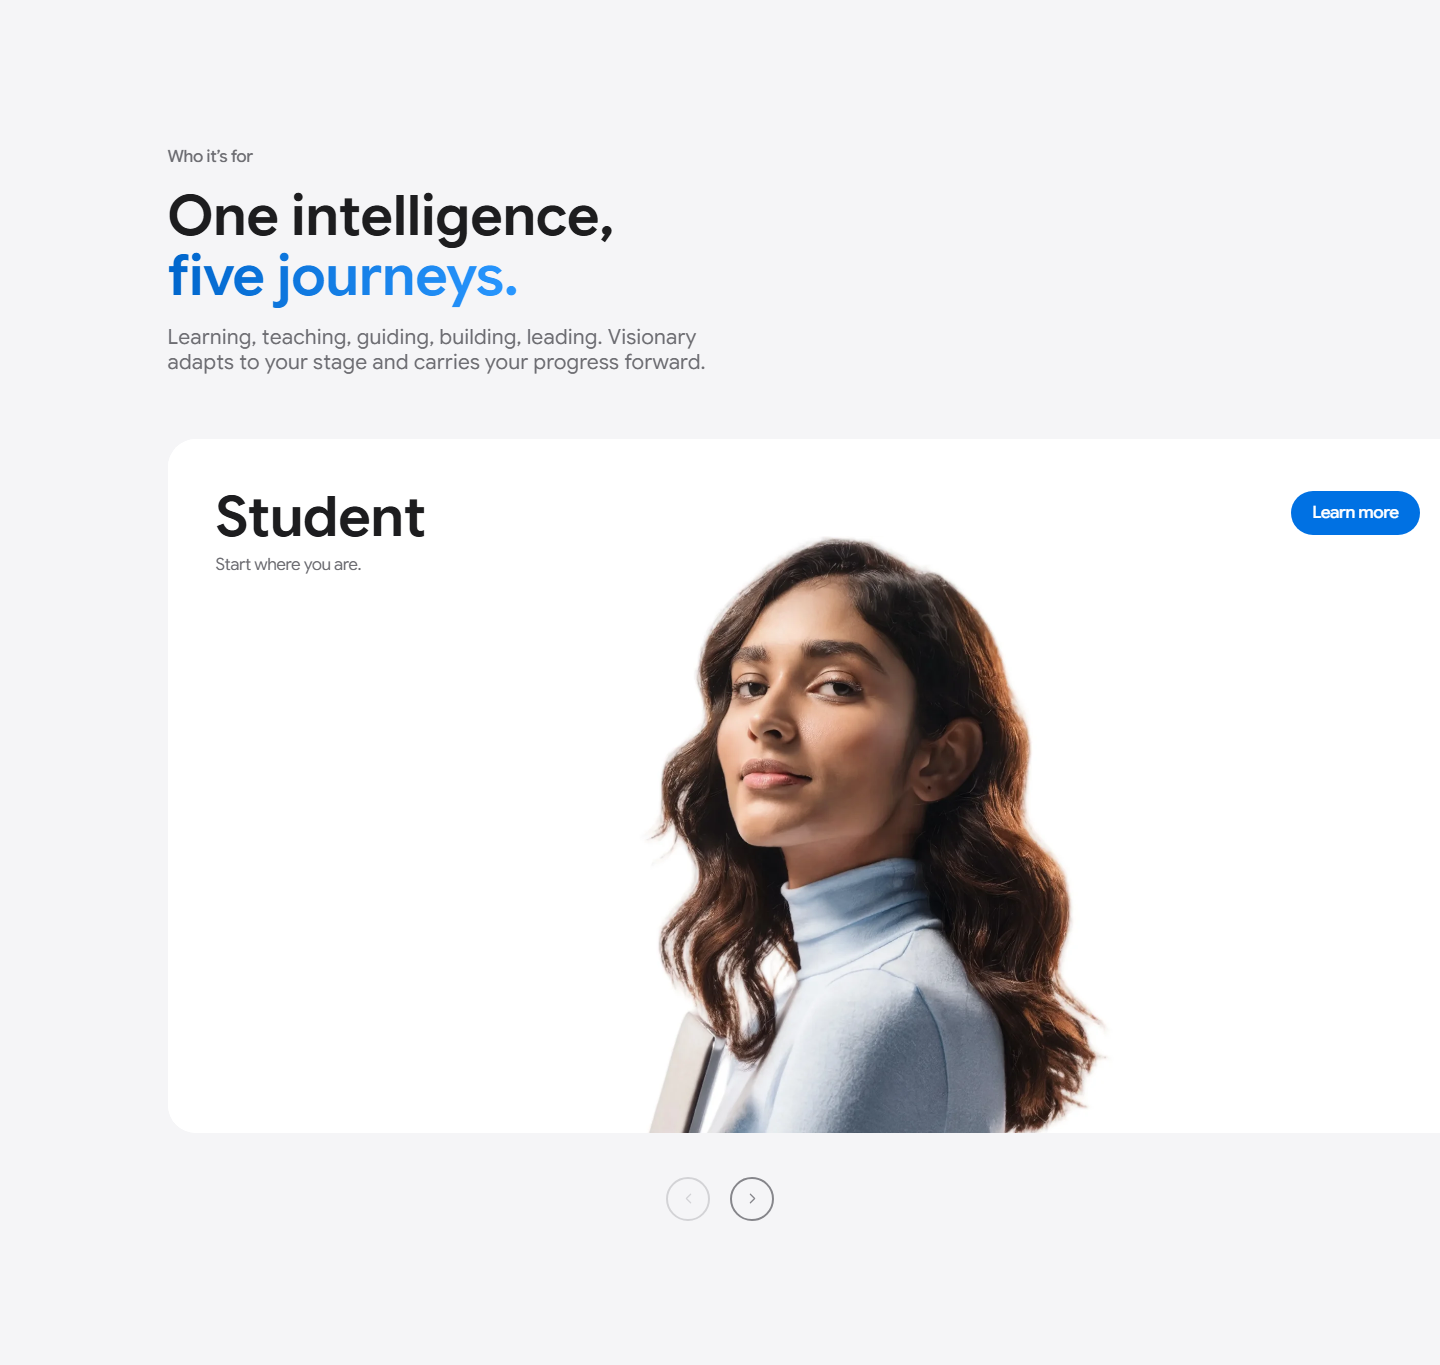 Who it’s for
One intelligence,
five journeys.
Learning, teaching, guiding, building, leading. Visionary
adapts to your stage and carries your progress forward.
Student
Learn more
Start where you are.